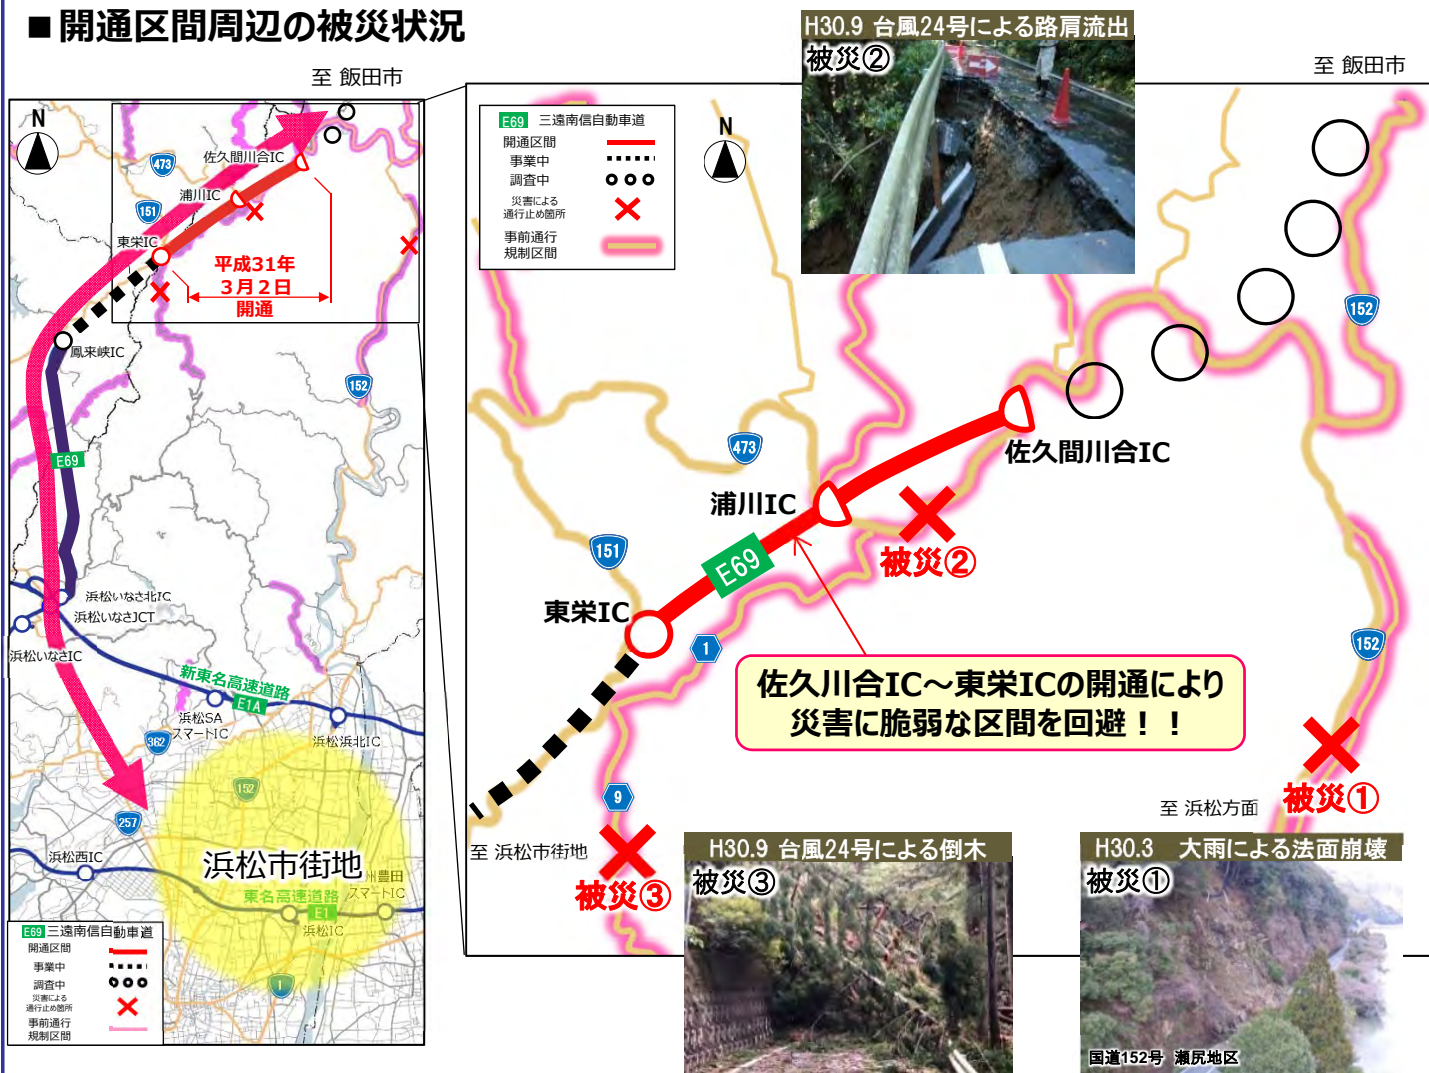 ■開通区間周辺の被災状況
至 飯田市
N
473
佐久間川合IC
浦川IC
151
東栄IC
平成31年
3月2日
開通
鳳来峡IC
152
E69
浜松いなさ北IC
浜松いなさJCT
浜松いなさIC
新東名高速道路
E1A
浜松SA
スマートIC
362
浜松浜北IC
152
257
浜松西IC
浜松市街地
東名高速道路
E1
州豊田
スマートIC
浜松IC
1
E69 三遠南信自動車道
開通区間
事業中
調査中
災害による
通行止め箇所
事前通行
規制区間
H30.9 台風24号による路肩流出
被災②
至 飯田市
E69 三遠南信自動車道
開通区間
事業中
調査中
災害による
通行止め箇所
事前通行
規制区間
N
152
473
佐久間川合IC
浦川IC
被災②
151
E69
東栄IC
1
152
佐久川合IC～東栄ICの開通により
災害に脆弱な区間を回避！！
9
至 浜松方面
被災①
至 浜松市街地
被災③
H30.9 台風24号による倒木
被災③
H30.3 大雨による法面崩壊
被災①
国道152号 瀬尻地区